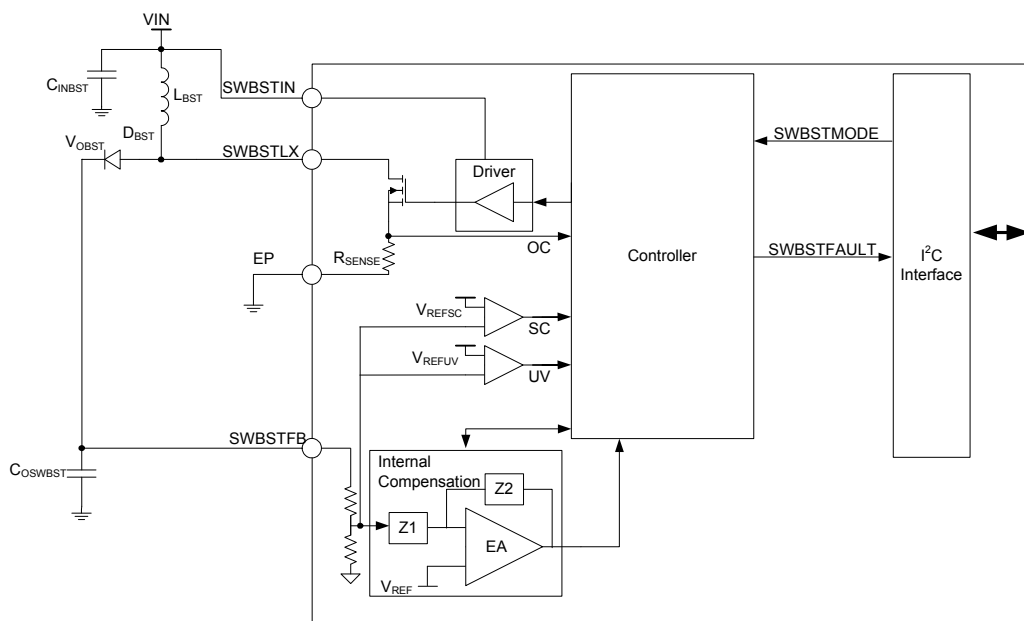 VIN
CINBST
LBST
SWBSTIN
DBST
VOBST
SWBSTLX
Driver
SWBSTMODE
OC
Controller
SWBSTFAULT
I2C
Interface
EP
RSENSE
VREFSC
SC
VREFUV
UV
SWBSTFB
COSWBST
Internal
Compensation
Z2
Z1
EA
VREF